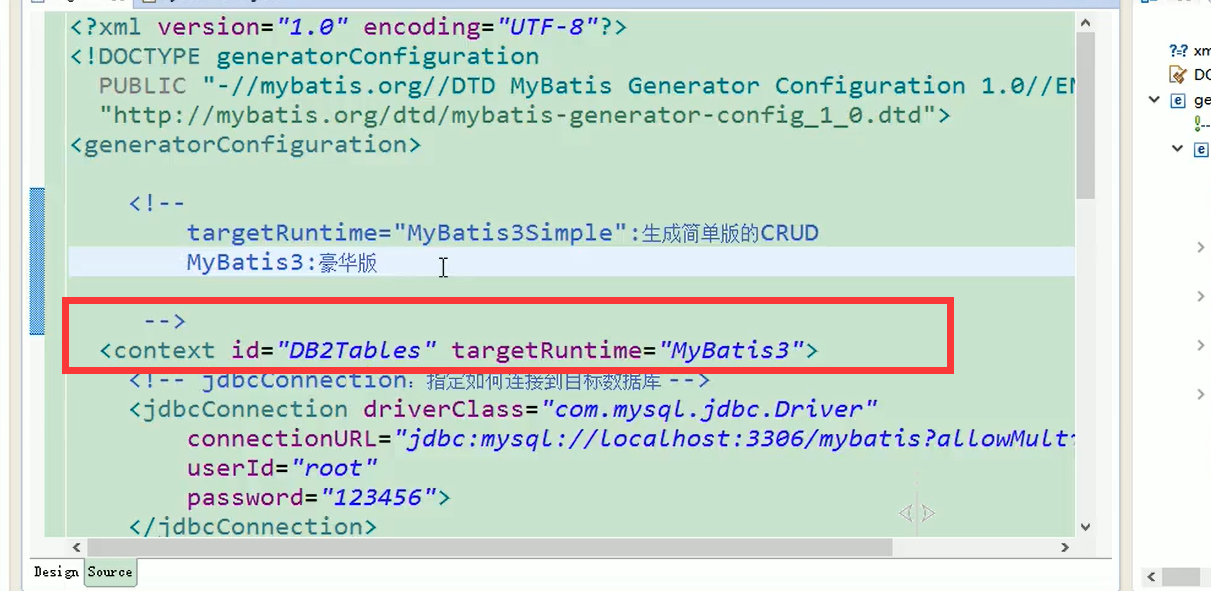 <?xml version="1.0" encoding="UTF-8"?>
<!DOCTYPE generatorConfiguration
PUBLIC "-//mybatis.org//DTD MyBatis Generator Configuration 1.0//EN
"http://mybatis.org/dtd/mybatis-generator-config_1_0.dtd">
<generatorConfiguration>
<!--
targetRuntime="MyBatis3Simple":生成简单版的CRUD
MyBatis3:豪华版
-->
<context id="DB2Tables" targetRuntime="MyBatis3">
<!-- jdbcConnection：指定如何连接到目标数据库 -->
<jdbcConnection driverClass="com.mysql.jdbc.Driver"
connectionURL="jdbc:mysql://localhost:3306/mybatis?allowMult
userId="root"
password="123456">
</jdbcConnection>
Design Source
?=? xm
DO
e ge
!--
e